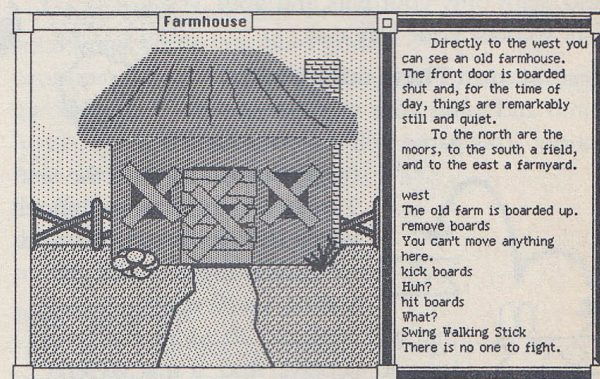 Farmhouse
Directly to the west you
can see an old farmhouse.
The front door is boarded
shut and, for the time of
day, things are remarkably
still and quiet.
To the north are the
moors, to the south a field,
and to the east a farmyard.
west
The old farm is boarded up.
remove boards
You can't move anything
here.
kick boards
Huh?
hit boards
What?
Swing Walking Stick
There is no one to fight.